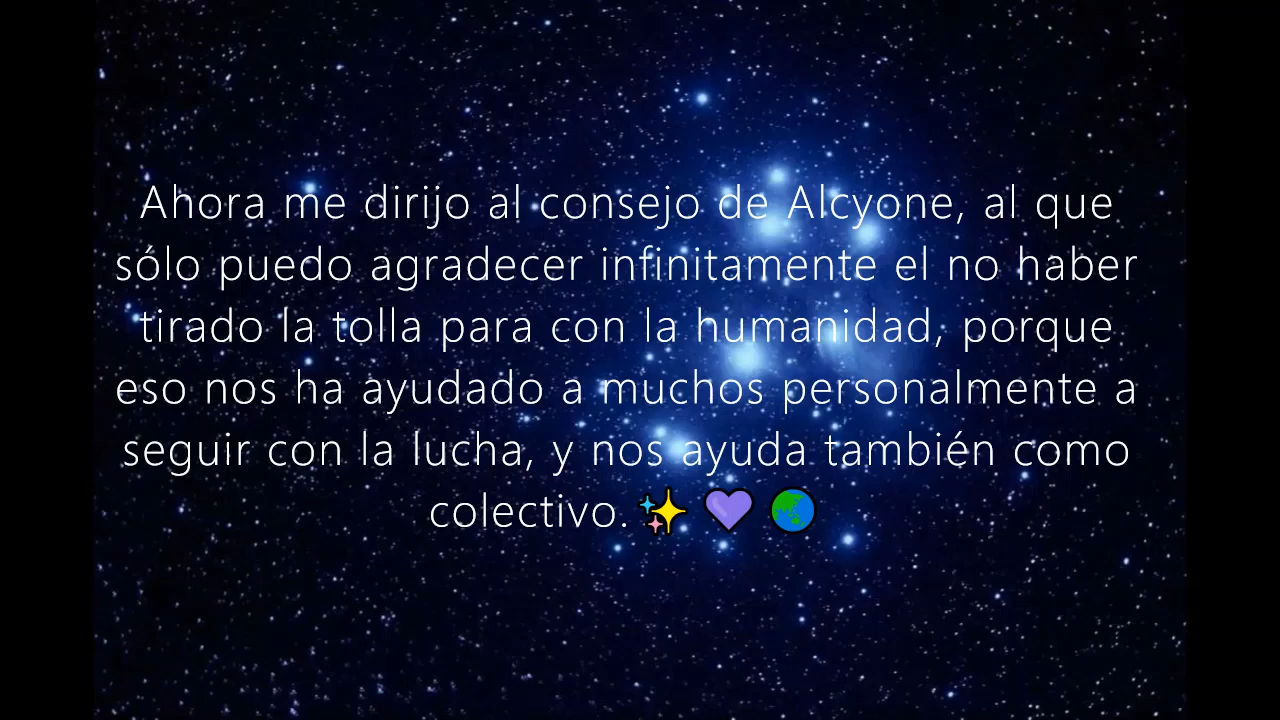 Ahora me dirijo al consejo de Alcyone, al que
sólo puedo agradecer infinitamente el no haber
tirado la tolla para con la humanidad, porque
eso nos ha ayudado a muchos personalmente a
seguir con la lucha, y nos ayuda también como
colectivo. ✨ 💜 🌏